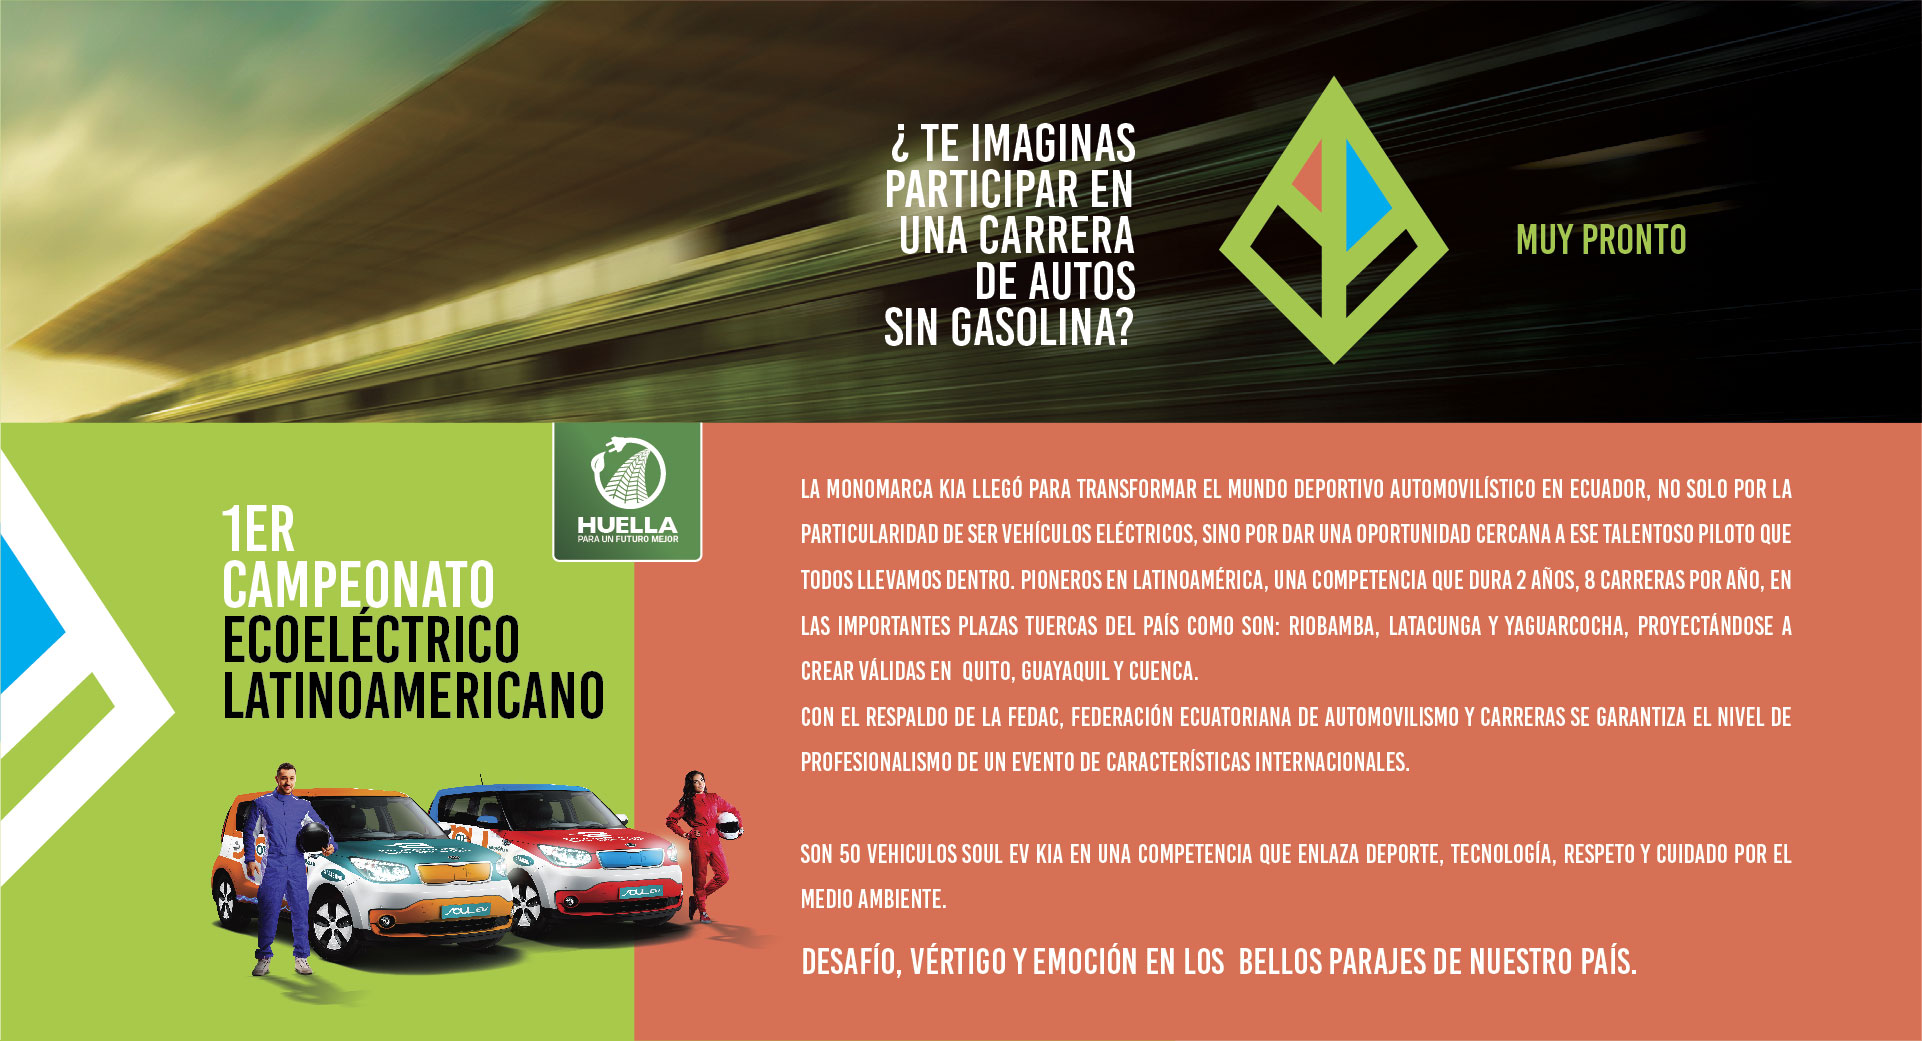 ¿ TE IMAGINAS
PARTICIPAR EN
UNA CARRERA
DE AUTOS
SIN GASOLINA?
MUY PRONTO
HUELLA
PARA UN FUTURO MEJOR
1ER
CAMPEONATO
ECOELÉCTRICO
LATINOAMERICANO
LA MONOMARCA KIA LLEGÓ PARA TRANSFORMAR EL MUNDO DEPORTIVO AUTOMOVILÍSTICO EN ECUADOR, NO SOLO POR LA
PARTICULARIDAD DE SER VEHÍCULOS ELÉCTRICOS, SINO POR DAR UNA OPORTUNIDAD CERCANA A ESE TALENTOSO PILOTO QUE
TODOS LLEVAMOS DENTRO. PIONEROS EN LATINOAMÉRICA, UNA COMPETENCIA QUE DURA 2 AÑOS, 8 CARRERAS POR AÑO, EN
LAS IMPORTANTES PLAZAS TUERCAS DEL PAÍS COMO SON: RIOBAMBA, LATACUNGA Y YAGUARCOCHA, PROYECTÁNDOSE A
CREAR VÁLIDAS EN QUITO, GUAYAQUIL Y CUENCA.
CON EL RESPALDO DE LA FEDAC, FEDERACIÓN ECUATORIANA DE AUTOMOVILISMO Y CARRERAS SE GARANTIZA EL NIVEL DE
PROFESIONALISMO DE UN EVENTO DE CARACTERÍSTICAS INTERNACIONALES.
SON 50 VEHICULOS SOUL EV KIA EN UNA COMPETENCIA QUE ENLAZA DEPORTE, TECNOLOGÍA, RESPETO Y CUIDADO POR EL
MEDIO AMBIENTE.
DESAFÍO, VÉRTIGO Y EMOCIÓN EN LOS BELLOS PARAJES DE NUESTRO PAÍS.
SOUL EV
SOUL EV